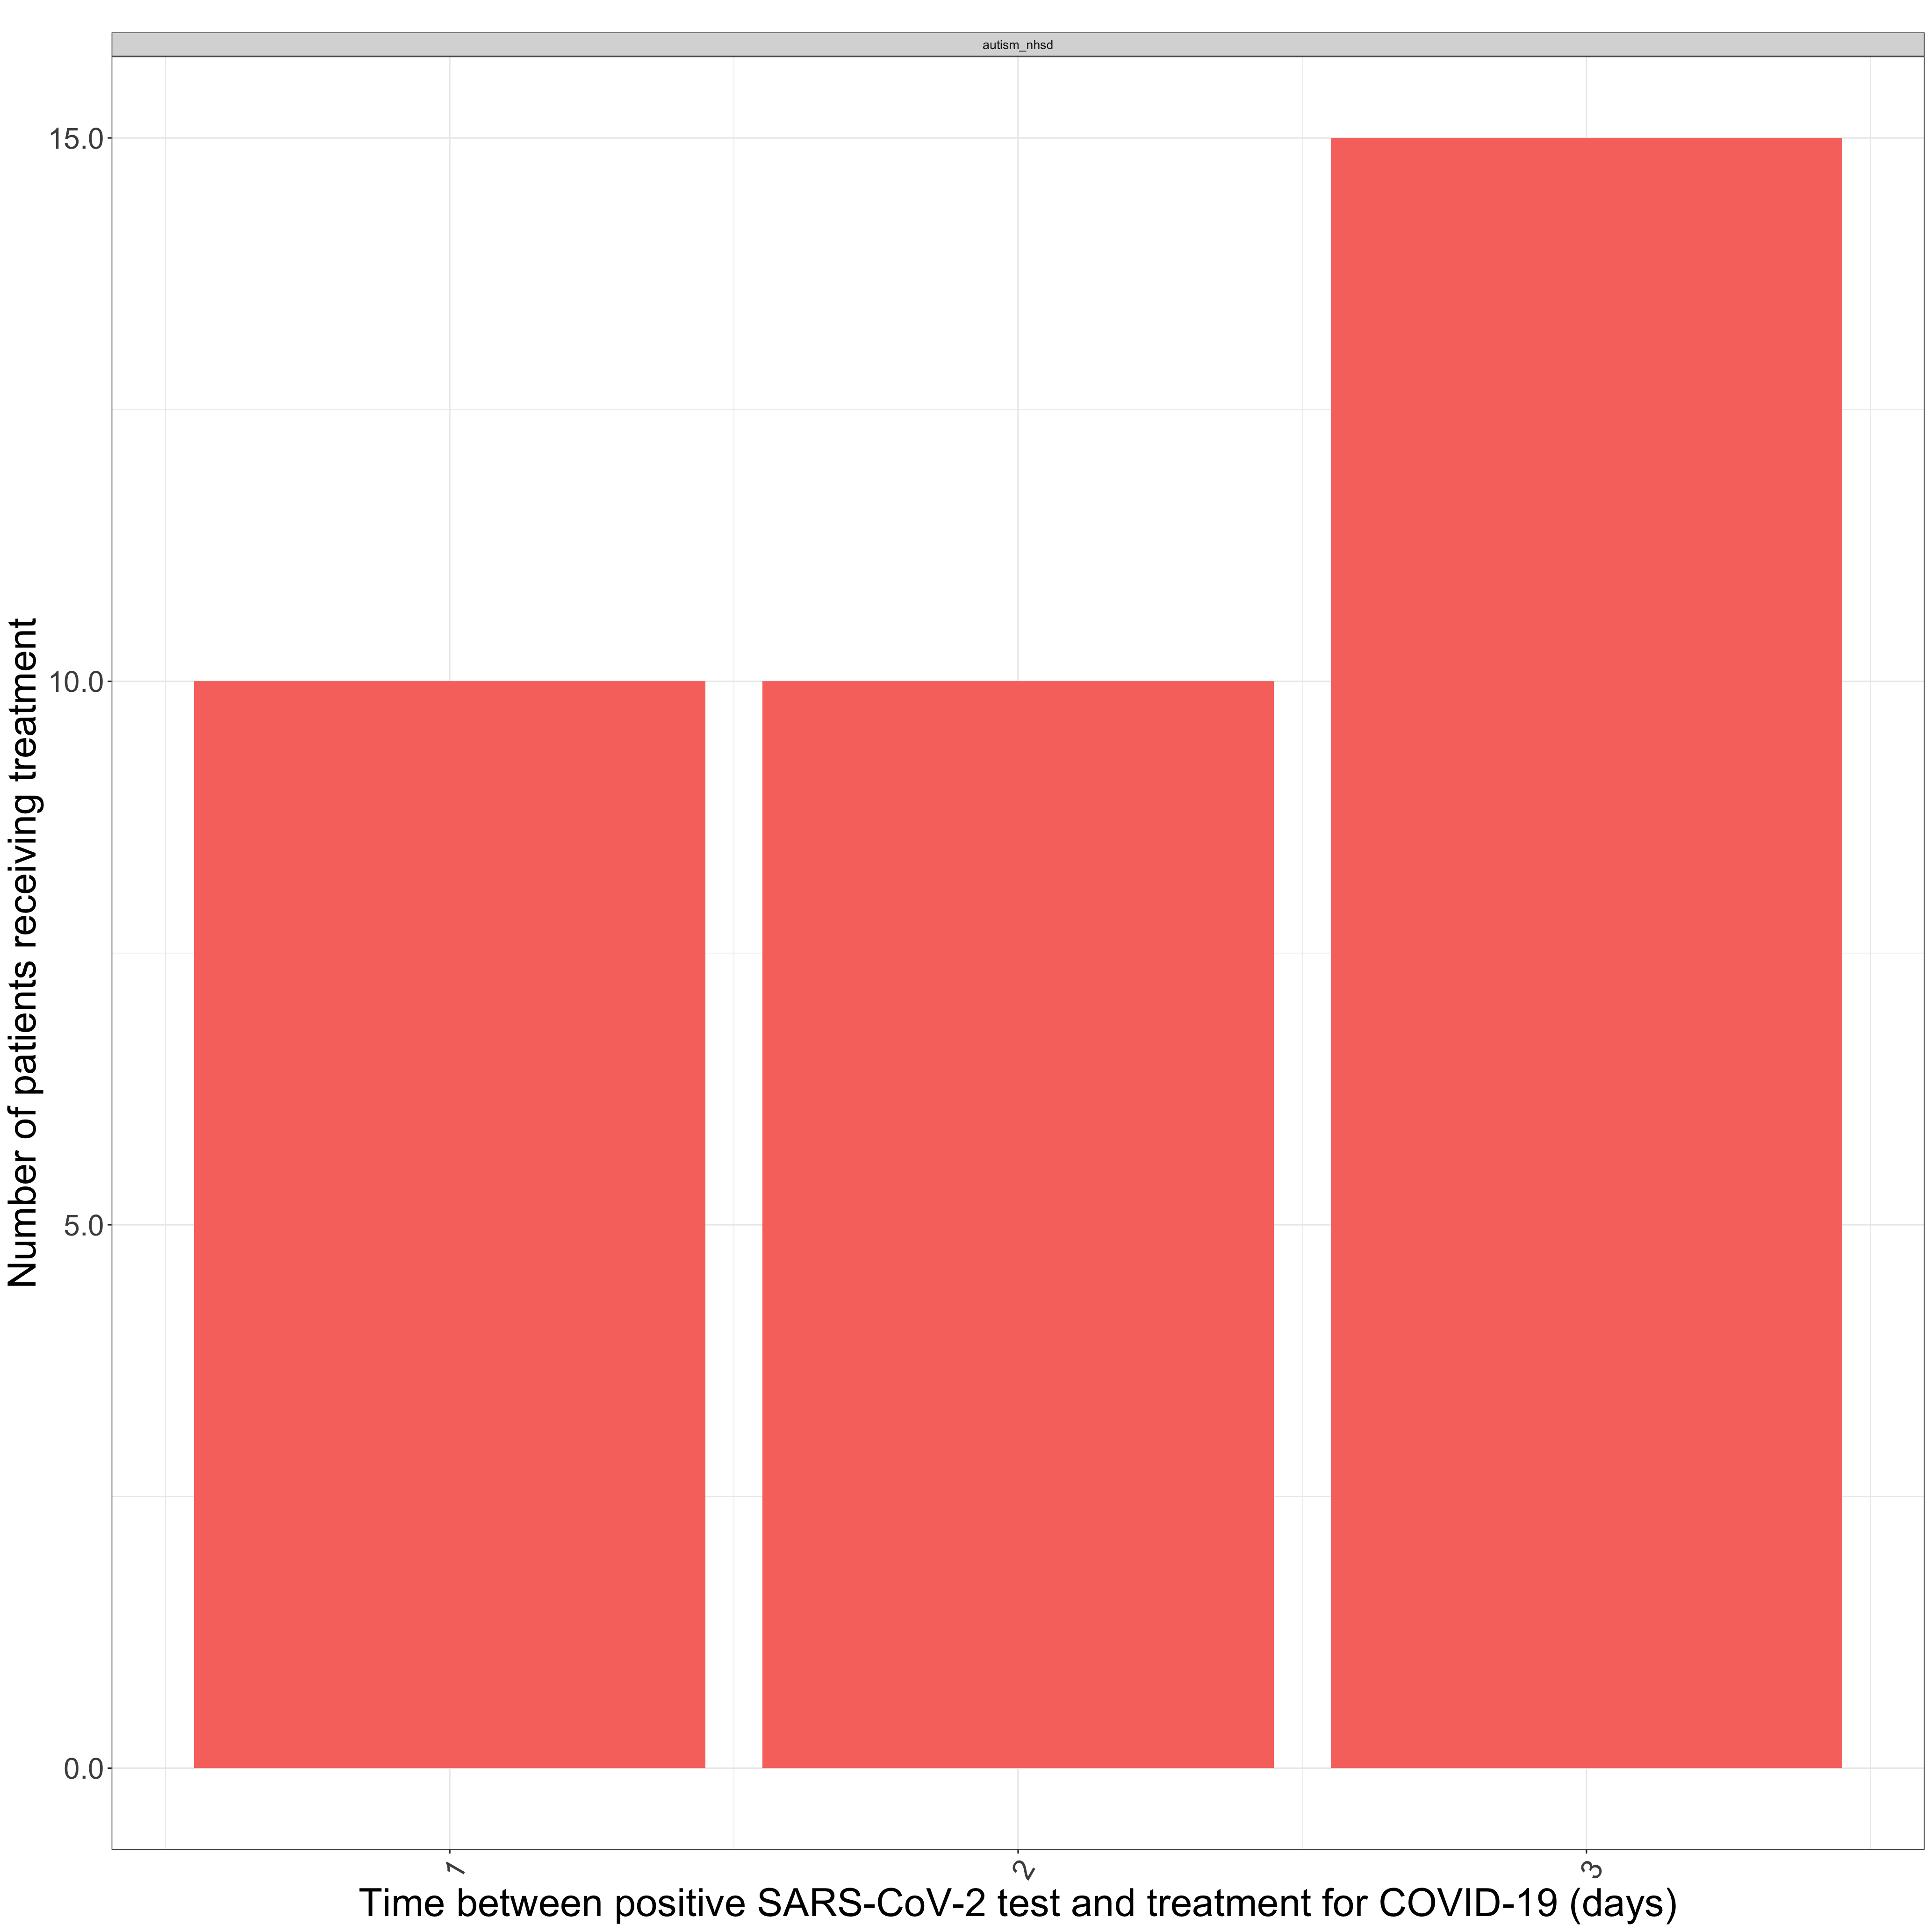 autism_nhsd
Number of patients receiving treatment
15.0
10.0
5.0
0.0
1
2
3
Time between positive SARS-CoV-2 test and treatment for COVID-19 (days)